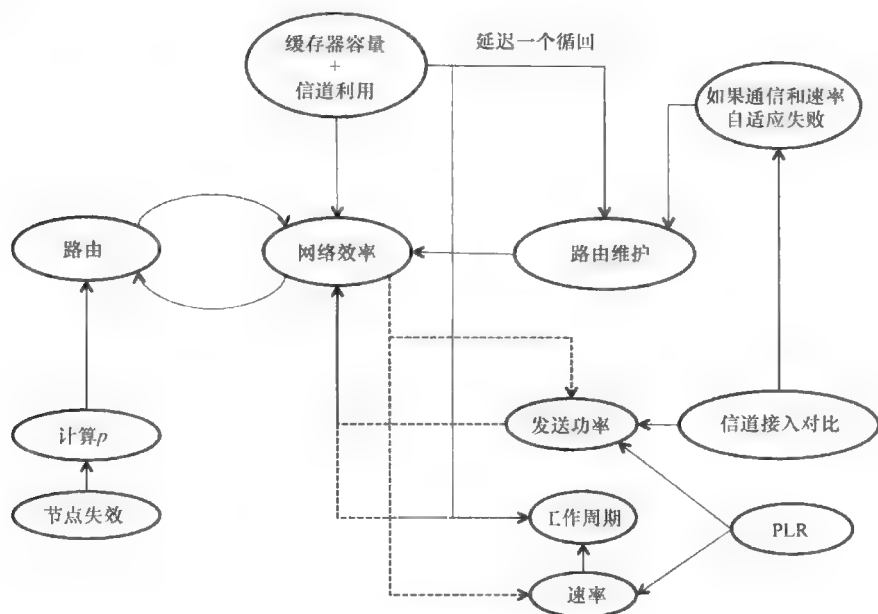 缓存器容量
+
信道利用
延迟一个循回
如果通信和速率
自适应失败
路由
网络效率
路由维护
计算p
发送功率
信道接入对比
节点失效
工作周期
PLR
速率